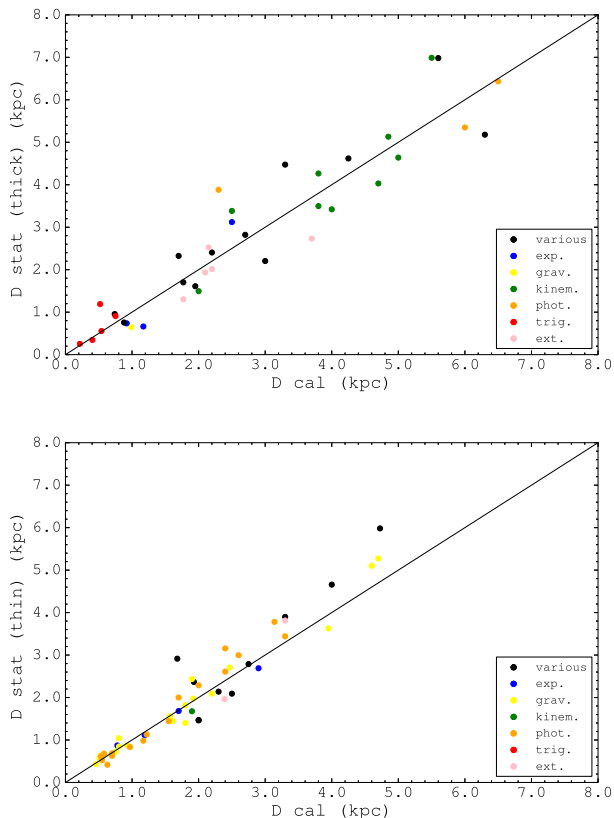 8.0
7.0
6.0
5.0
4.0
3.0
2.0
1.0
0.0
D stat (thick) (kpc)
various
exp.
grav.
kinem.
phot.
trig.
ext.
0.0 1.0 2.0 3.0 4.0 5.0 6.0 7.0 8.0
D cal (kpc)
8.0
7.0
6.0
5.0
4.0
3.0
2.0
1.0
0.0
D stat (thin) (kpc)
various
exp.
grav.
kinem.
phot.
trig.
ext.
0.0 1.0 2.0 3.0 4.0 5.0 6.0 7.0 8.0
D cal (kpc)